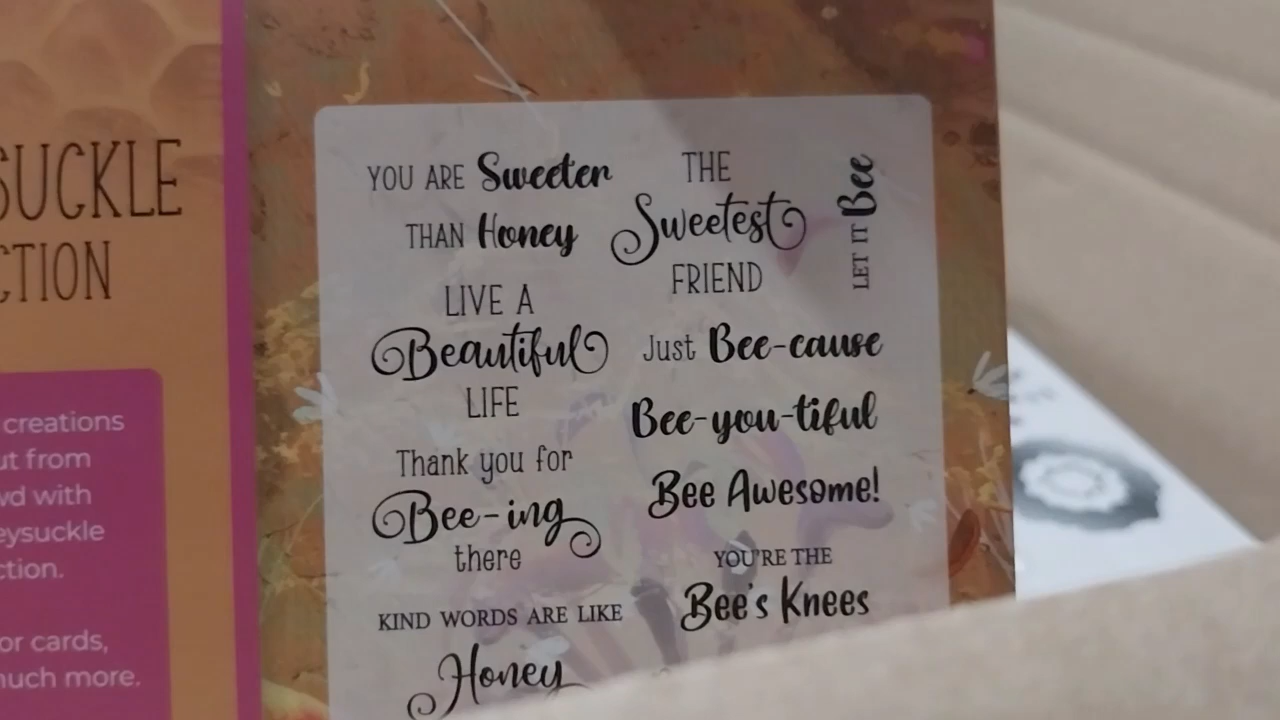 SUCKLE
CTION
creations
ut from
wd with
eysuckle
ction.
or cards,
much more.
YOU ARE Sweeter
THAN Honey
LIVE A
Beautiful
LIFE
Thank you for
Bee-ing
there
KIND WORDS ARE LIKE
Honey
THE
Sweetest
FRIEND
LET IT Bee
Just Bee-cause
Bee-you-tiful
Bee Awesome!
YOU'RE THE
Bee's Knees